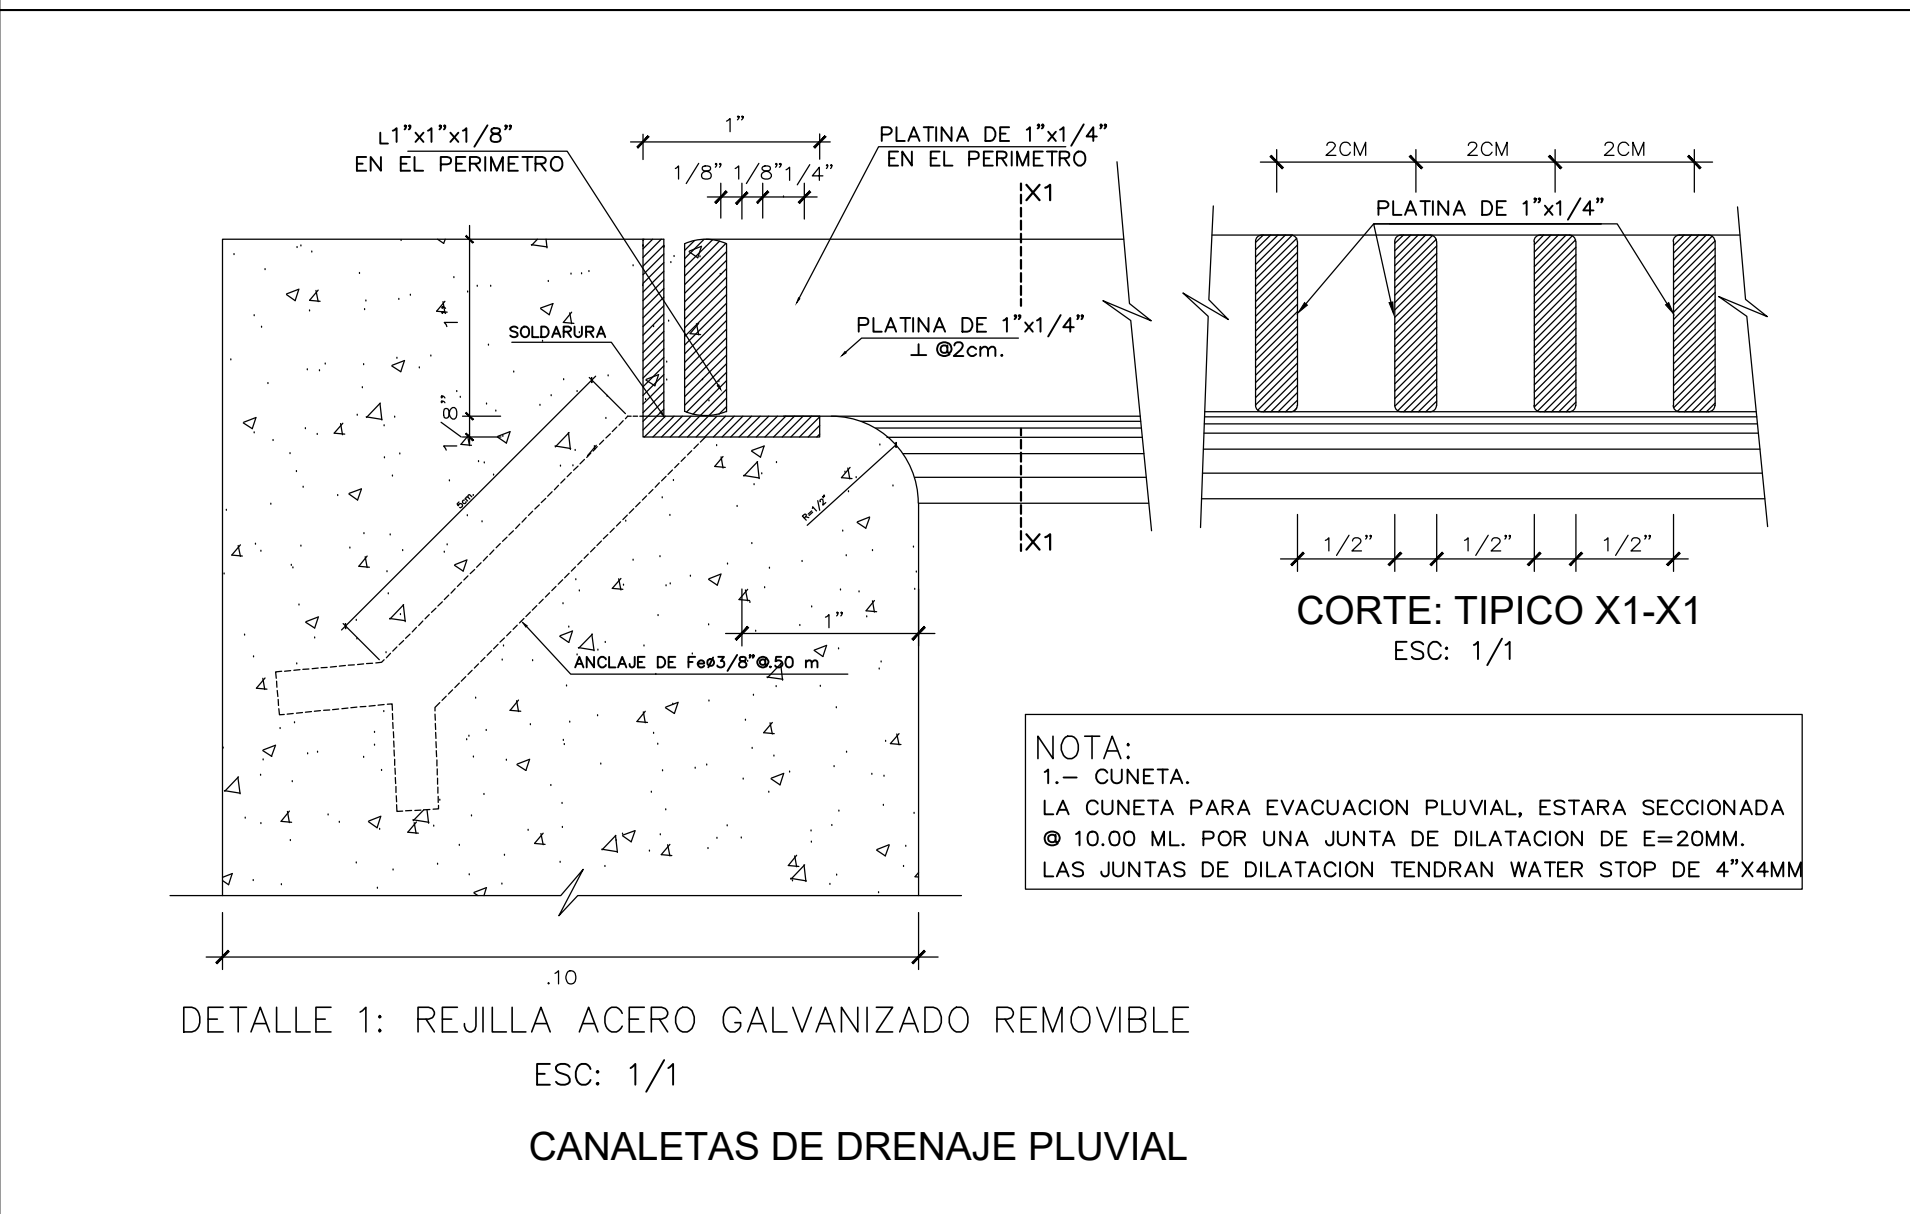 L1"x1"x1/8"
EN EL PERIMETRO
1"
1/8" 1/8" 1/4"
PLATINA DE 1"x1/4"
EN EL PERIMETRO
X1
1"
SOLDARURA
PLATINA DE 1"x1/4"
⊥ @2cm.
1/8"
5cm.
R=1/2"
X1
1"
ANCLAJE DE Feø3/8"@.50 m
.10
DETALLE 1: REJILLA ACERO GALVANIZADO REMOVIBLE
ESC: 1/1
CANALETAS DE DRENAJE PLUVIAL
2CM 2CM 2CM
PLATINA DE 1"x1/4"
1/2" 1/2" 1/2"
CORTE: TIPICO X1-X1
ESC: 1/1
NOTA:
1.- CUNETA.
LA CUNETA PARA EVACUACION PLUVIAL, ESTARA SECCIONADA
@ 10.00 ML. POR UNA JUNTA DE DILATACION DE E=20MM.
LAS JUNTAS DE DILATACION TENDRAN WATER STOP DE 4"X4MM